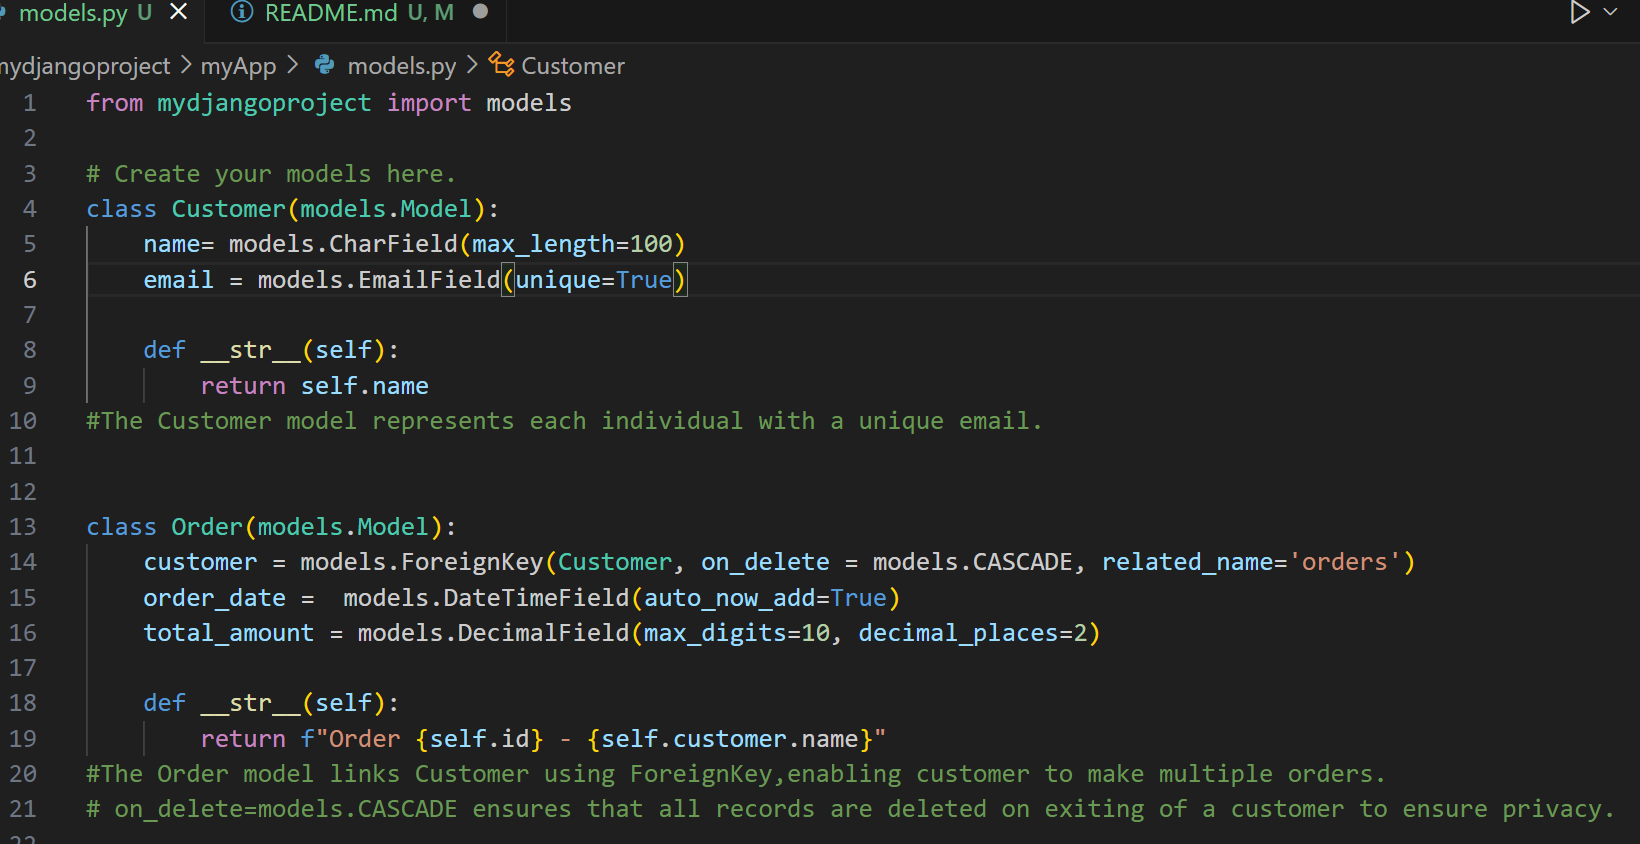 models.py U × README.md U, M
mydjangoproject > myApp > models.py > Customer
1 from mydjangoproject import models
2
3 # Create your models here.
4 class Customer(models.Model):
5     name= models.CharField(max_length=100)
6     email = models.EmailField(unique=True)
7
8     def __str__(self):
9         return self.name
10 #The Customer model represents each individual with a unique email.
11
12
13 class Order(models.Model):
14     customer = models.ForeignKey(Customer, on_delete = models.CASCADE, related_name='orders')
15     order_date =  models.DateTimeField(auto_now_add=True)
16     total_amount = models.DecimalField(max_digits=10, decimal_places=2)
17
18     def __str__(self):
19         return f"Order {self.id} - {self.customer.name}"
20 #The Order model links Customer using ForeignKey,enabling customer to make multiple orders.
21 # on_delete=models.CASCADE ensures that all records are deleted on exiting of a customer to ensure privacy.
22